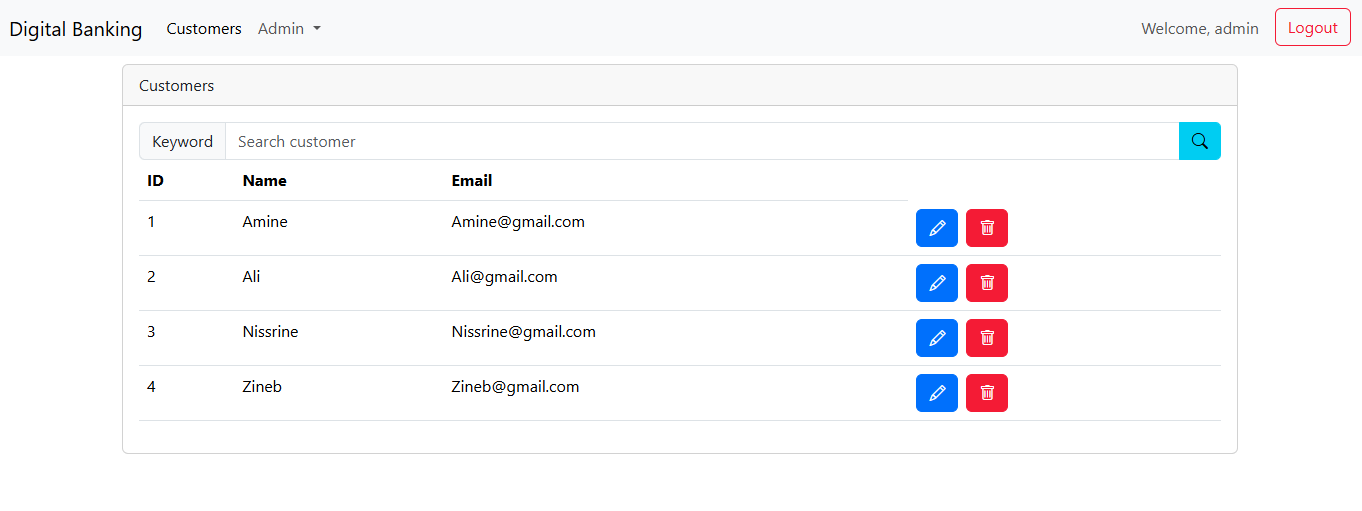 Digital Banking Customers Admin Welcome, admin Logout
Customers
Keyword Search customer
ID Name Email
1 Amine Amine@gmail.com
2 Ali Ali@gmail.com
3 Nissrine Nissrine@gmail.com
4 Zineb Zineb@gmail.com